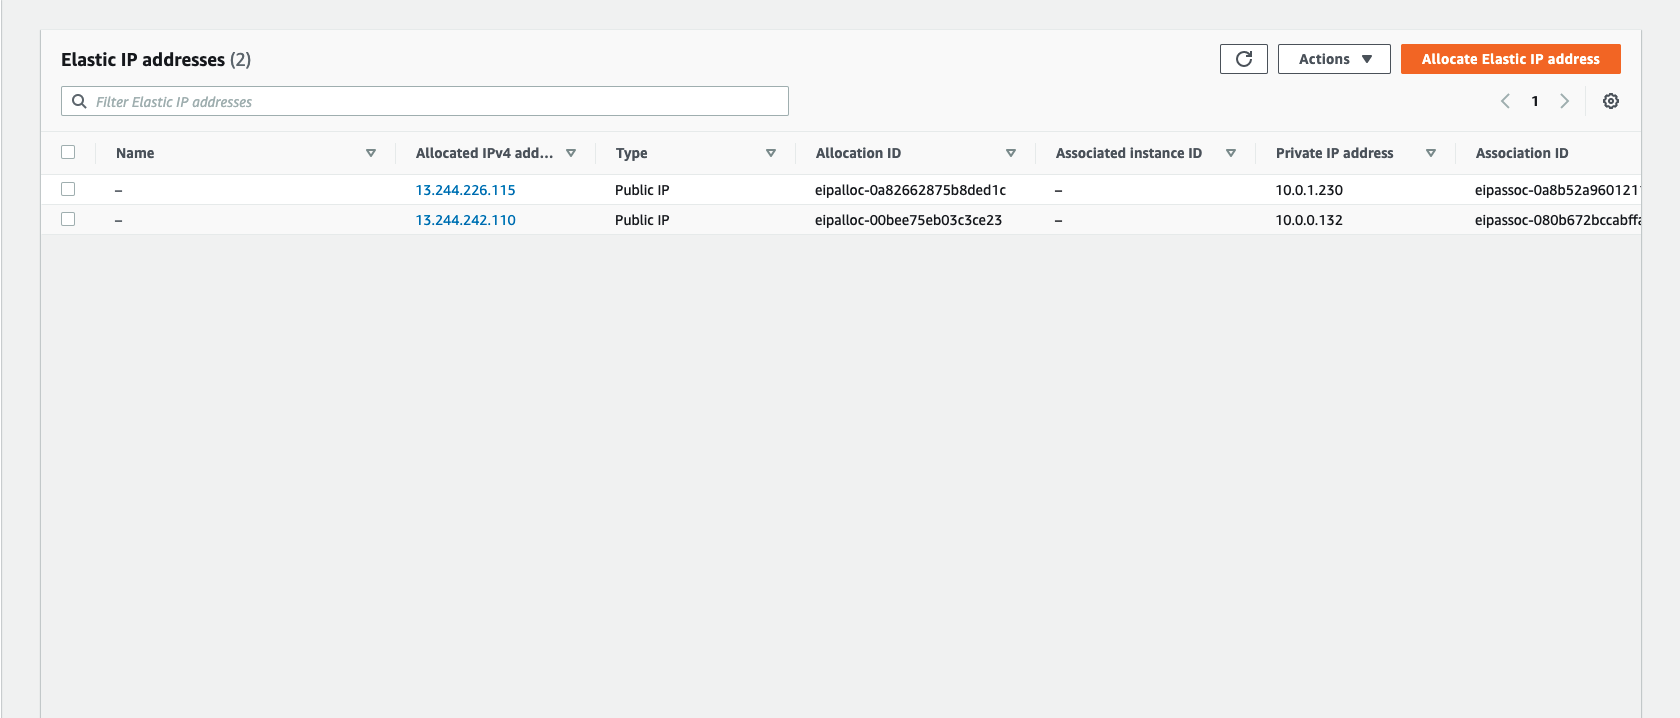 Elastic IP addresses (2)
Actions
Allocate Elastic IP address
Filter Elastic IP addresses
1
Name Allocated IPv4 add... Type Allocation ID Associated instance ID Private IP address Association ID
– 13.244.226.115 Public IP eipalloc-0a82662875b8ded1c – 10.0.1.230 eipassoc-0a8b52a960121
– 13.244.242.110 Public IP eipalloc-00bee75eb03c3ce23 – 10.0.0.132 eipassoc-080b672bccabff